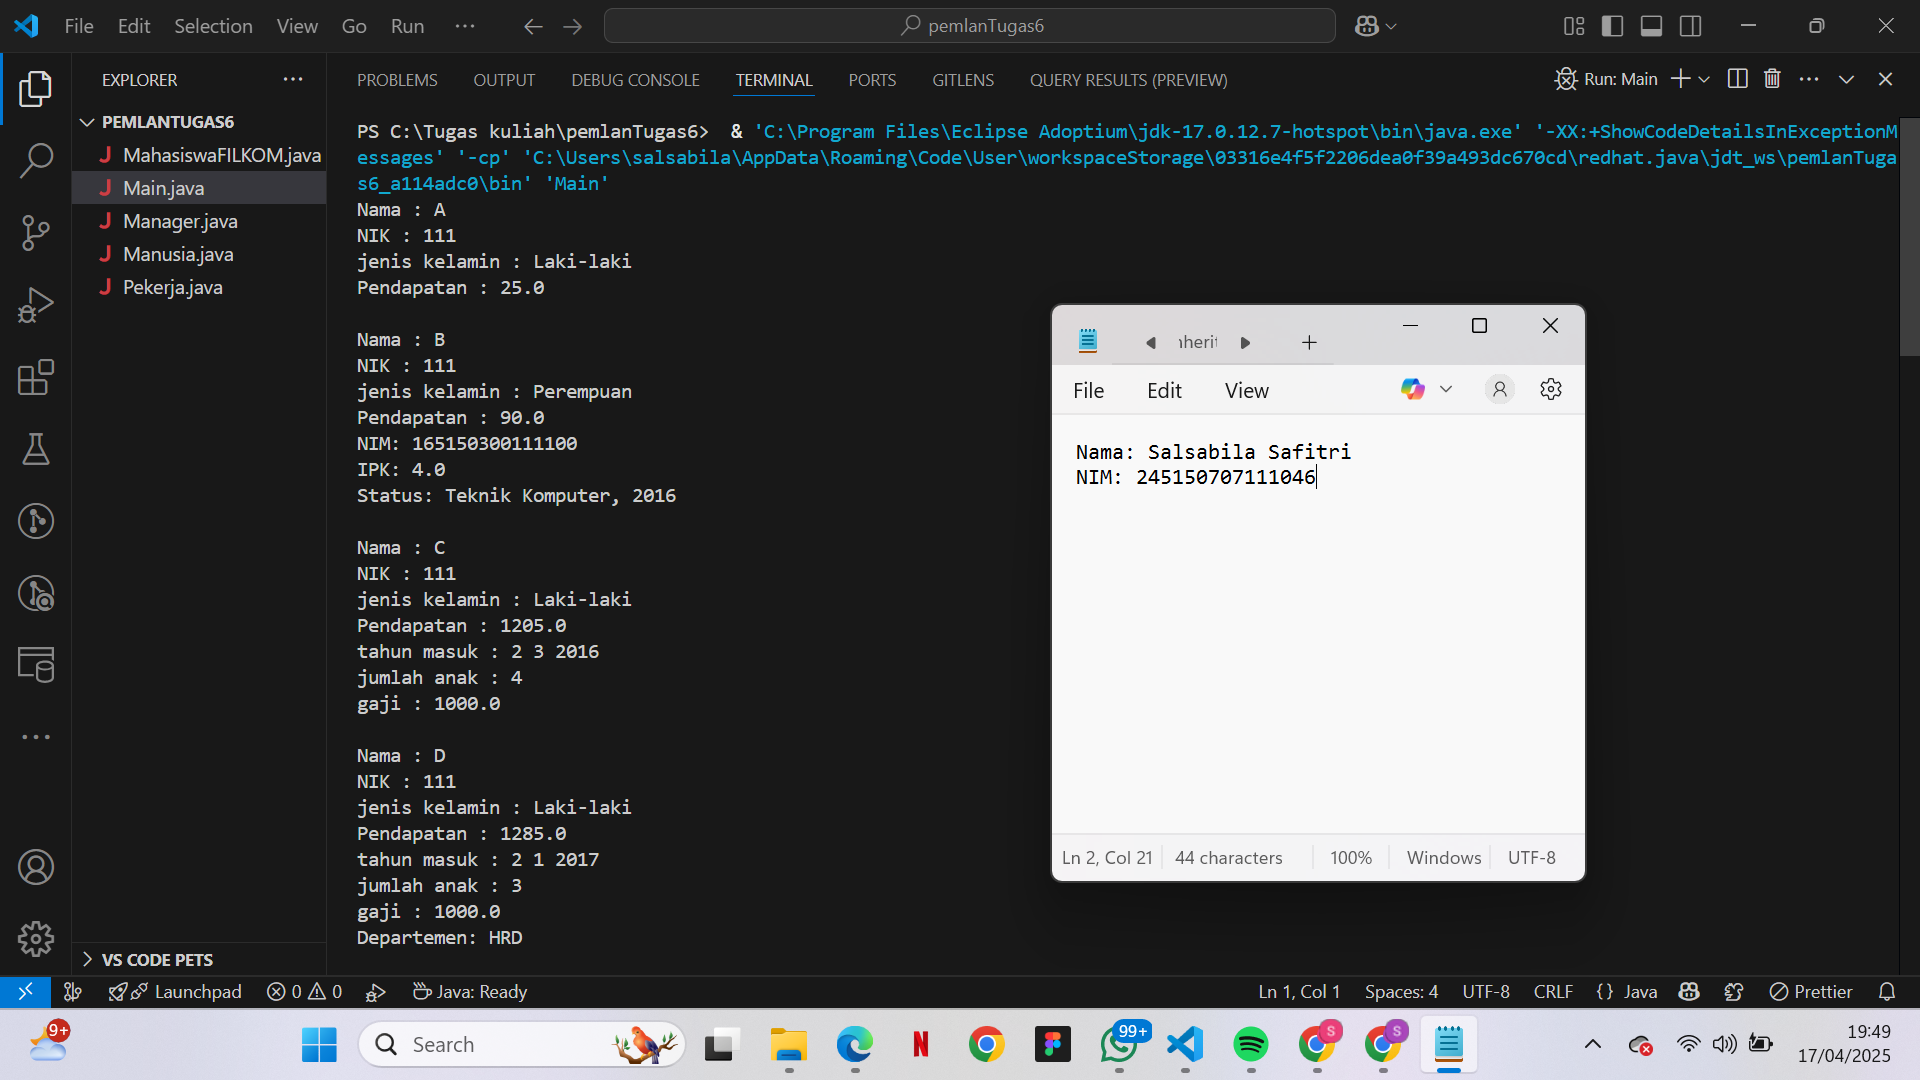 File Edit Selection View Go Run
pemlanTugas6
EXPLORER
PEMLANTUGAS6
MahasiswaFILKOM.java
Main.java
Manager.java
Manusia.java
Pekerja.java
VS CODE PETS
PROBLEMS OUTPUT DEBUG CONSOLE TERMINAL PORTS GITLENS QUERY RESULTS (PREVIEW)
Run: Main
PS C:\Tugas kuliah\pemlanTugas6>  & 'C:\Program Files\Eclipse Adoptium\jdk-17.0.12.7-hotspot\bin\java.exe' '-XX:+ShowCodeDetailsInExceptionM
essages' '-cp' 'C:\Users\salsabila\AppData\Roaming\Code\User\workspaceStorage\03316e4f5f2206dea0f39a493dc670cd\redhat.java\jdt_ws\pemlanTuga
s6_a114adc0\bin' 'Main'
Nama : A
NIK : 111
jenis kelamin : Laki-laki
Pendapatan : 25.0
Nama : B
NIK : 111
jenis kelamin : Perempuan
Pendapatan : 90.0
NIM: 165150300111100
IPK: 4.0
Status: Teknik Komputer, 2016
Nama : C
NIK : 111
jenis kelamin : Laki-laki
Pendapatan : 1205.0
tahun masuk : 2 3 2016
jumlah anak : 4
gaji : 1000.0
Nama : D
NIK : 111
jenis kelamin : Laki-laki
Pendapatan : 1285.0
tahun masuk : 2 1 2017
jumlah anak : 3
gaji : 1000.0
Departemen: HRD
File Edit View
Nama: Salsabila Safitri
NIM: 245150707111046
Ln 2, Col 21 44 characters 100% Windows UTF-8
Launchpad 0 0 Java: Ready
Ln 1, Col 1 Spaces: 4 UTF-8 CRLF {} Java Prettier
9+
Search
N
99+
S
S
19:49
17/04/2025